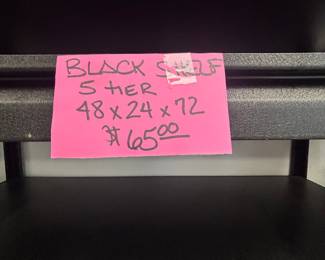 BLACK SHELF
5 TIER
48 x 24 x 72
$65.00